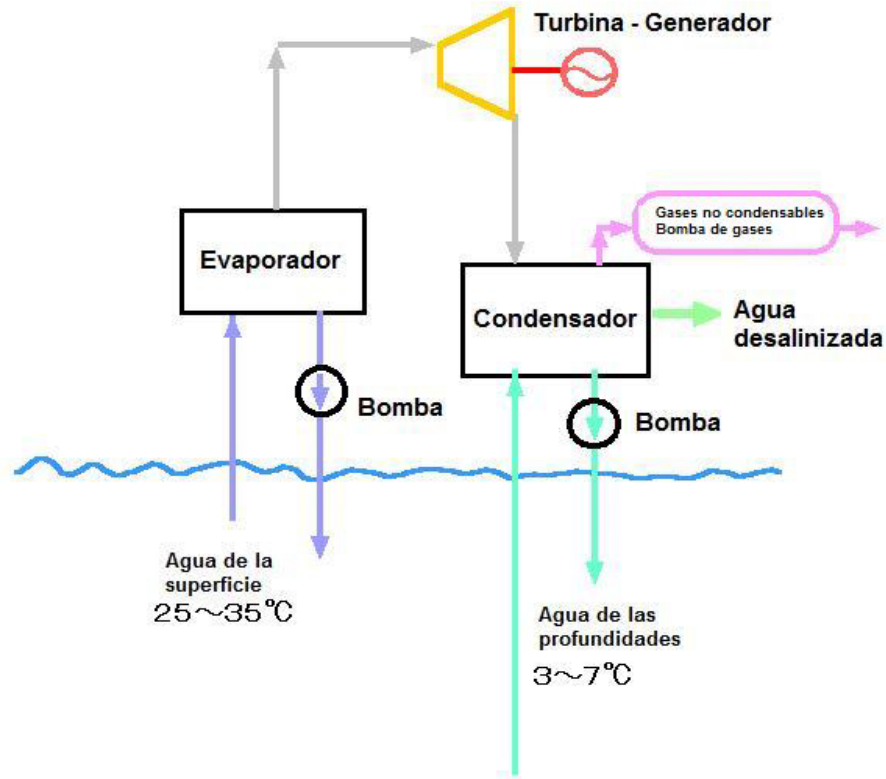 Turbina - Generador
Gases no condensables
Bomba de gases
Evaporador
Condensador
Agua
desalinizada
Bomba
Bomba
Agua de la
superficie
25～35℃
Agua de las
profundidades
3～7℃